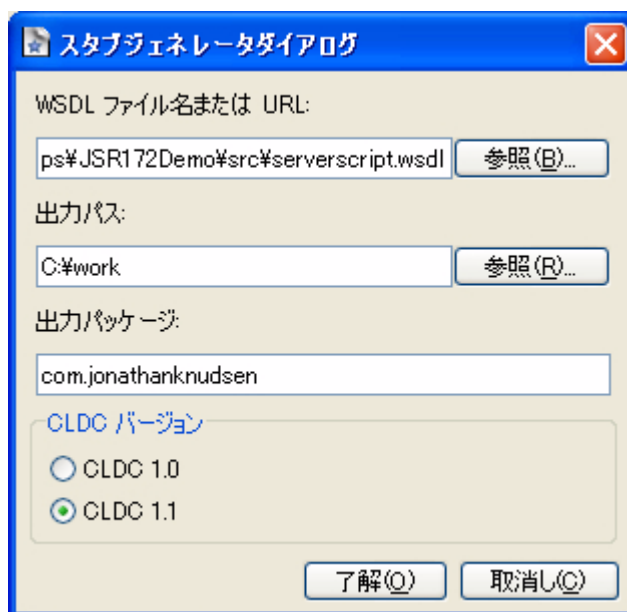 スタブジェネレータダイアログ
WSDL ファイル名または URL:
ps¥JSR172Demo¥src¥serverscript.wsdl 参照(B)...
出力パス:
C:¥work 参照(R)...
出力パッケージ:
com.jonathanknudsen
CLDC バージョン
CLDC 1.0
CLDC 1.1
了解(O) 取消し(C)